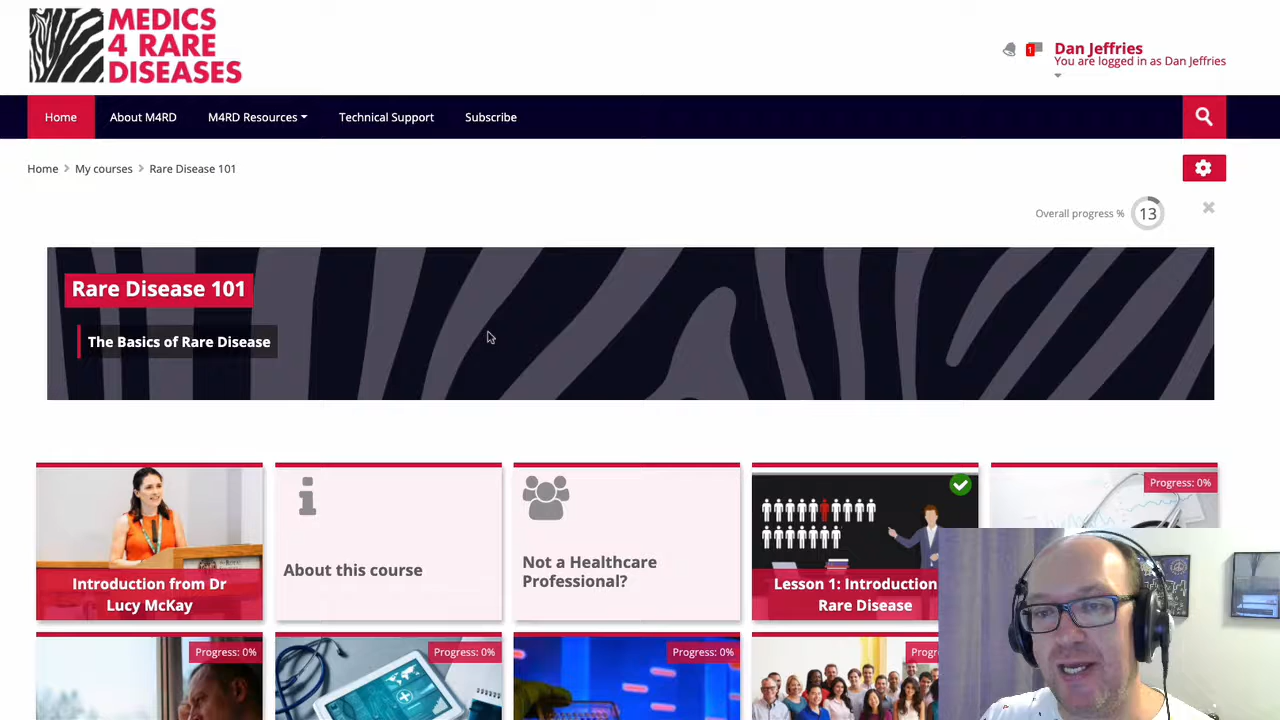 MEDICS
4 RARE
DISEASES
1
Dan Jeffries
You are logged in as Dan Jeffries
Home
About M4RD
M4RD Resources
Technical Support
Subscribe
Home
My courses
Rare Disease 101
Overall progress %
13
Rare Disease 101
The Basics of Rare Disease
Introduction from Dr
Lucy McKay
About this course
Not a Healthcare
Professional?
Lesson 1: Introduction
Rare Disease
Progress: 0%
Progress: 0%
Progress: 0%
Progress: 0%